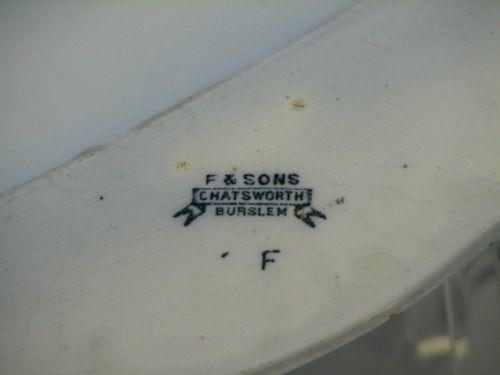 F & SONS
CHATSWORTH
BURSLEM
F